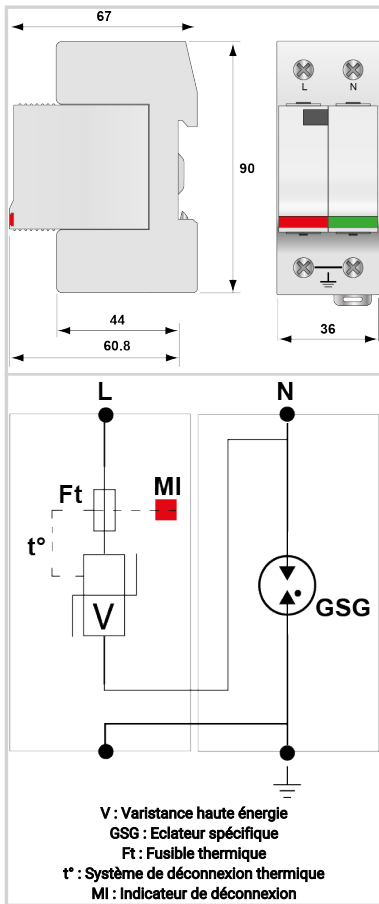 67
L
N
90
44
60.8
36
L
N
Ft
MI
t°
V
GSG
V : Varistance haute énergie
GSG : Eclateur spécifique
Ft : Fusible thermique
t° : Système de déconnexion thermique
MI : Indicateur de déconnexion